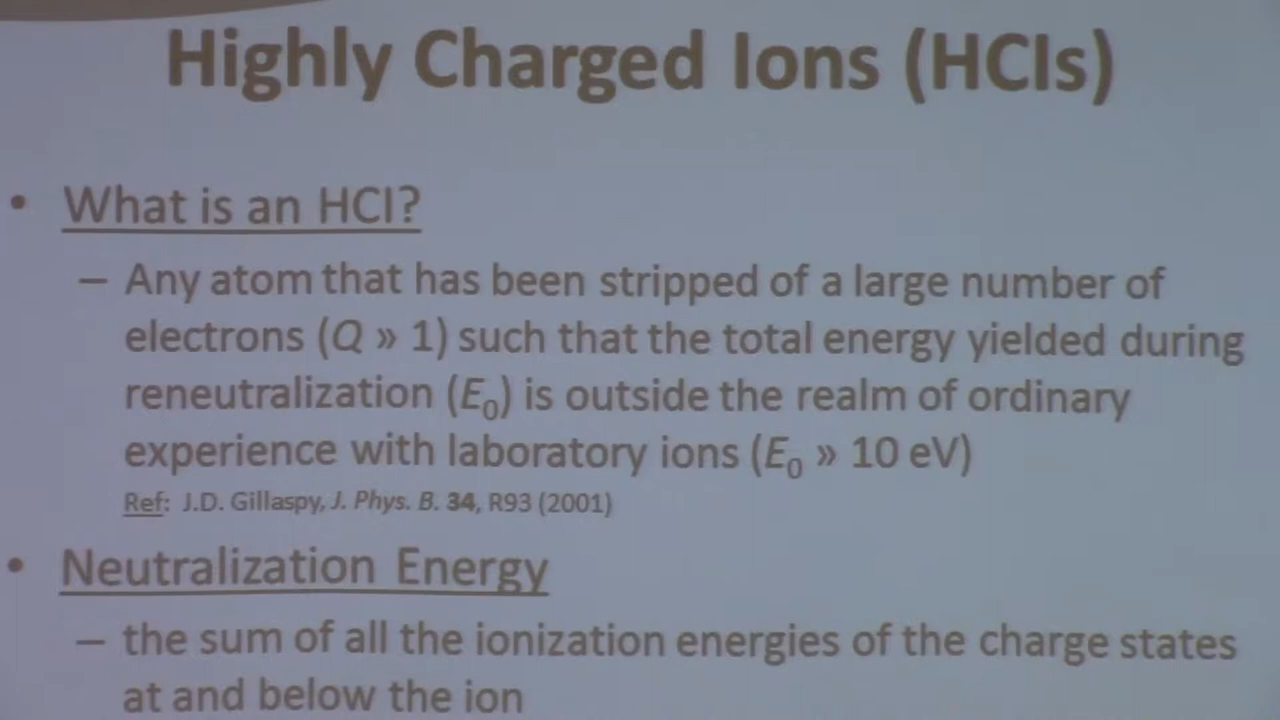 Highly Charged Ions (HCIs)
• What is an HCI?
– Any atom that has been stripped of a large number of
electrons (Q » 1) such that the total energy yielded during
reneutralization (E₀) is outside the realm of ordinary
experience with laboratory ions (E₀ » 10 eV)
Ref: J.D. Gillaspy, J. Phys. B. 34, R93 (2001)
• Neutralization Energy
– the sum of all the ionization energies of the charge states
at and below the ion